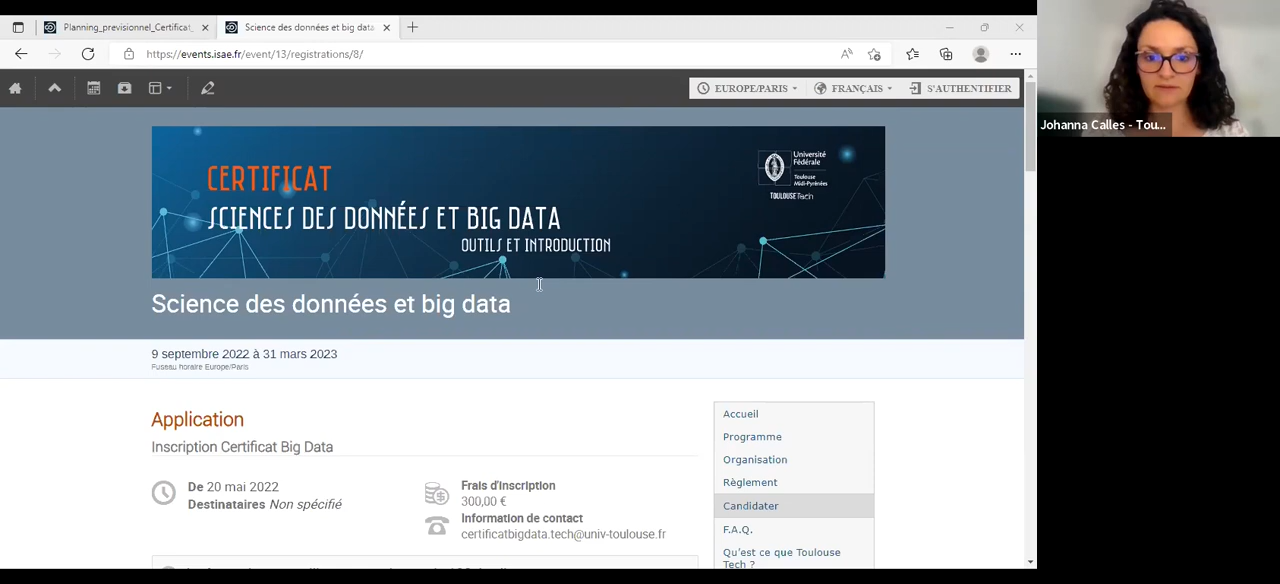 Planning_previsionnel_Certificat_
Science des données et big data
https://events.isae.fr/event/13/registrations/8/
EUROPE/PARIS
FRANÇAIS
S'AUTHENTIFIER
CERTIFICAT
SCIENCES DES DONNÉES ET BIG DATA
OUTILS ET INTRODUCTION
Université
Fédérale
Toulouse
Midi-Pyrénées
TOULOUSE Tech
Science des données et big data
9 septembre 2022 à 31 mars 2023
Fuseau horaire Europe/Paris
Application
Inscription Certificat Big Data
De 20 mai 2022
Destinataires Non spécifié
Frais d'inscription
300,00 €
Information de contact
certificatbigdata.tech@univ-toulouse.fr
Accueil
Programme
Organisation
Règlement
Candidater
F.A.Q.
Qu'est ce que Toulouse
Tech ?
Johanna Calles - Tou...